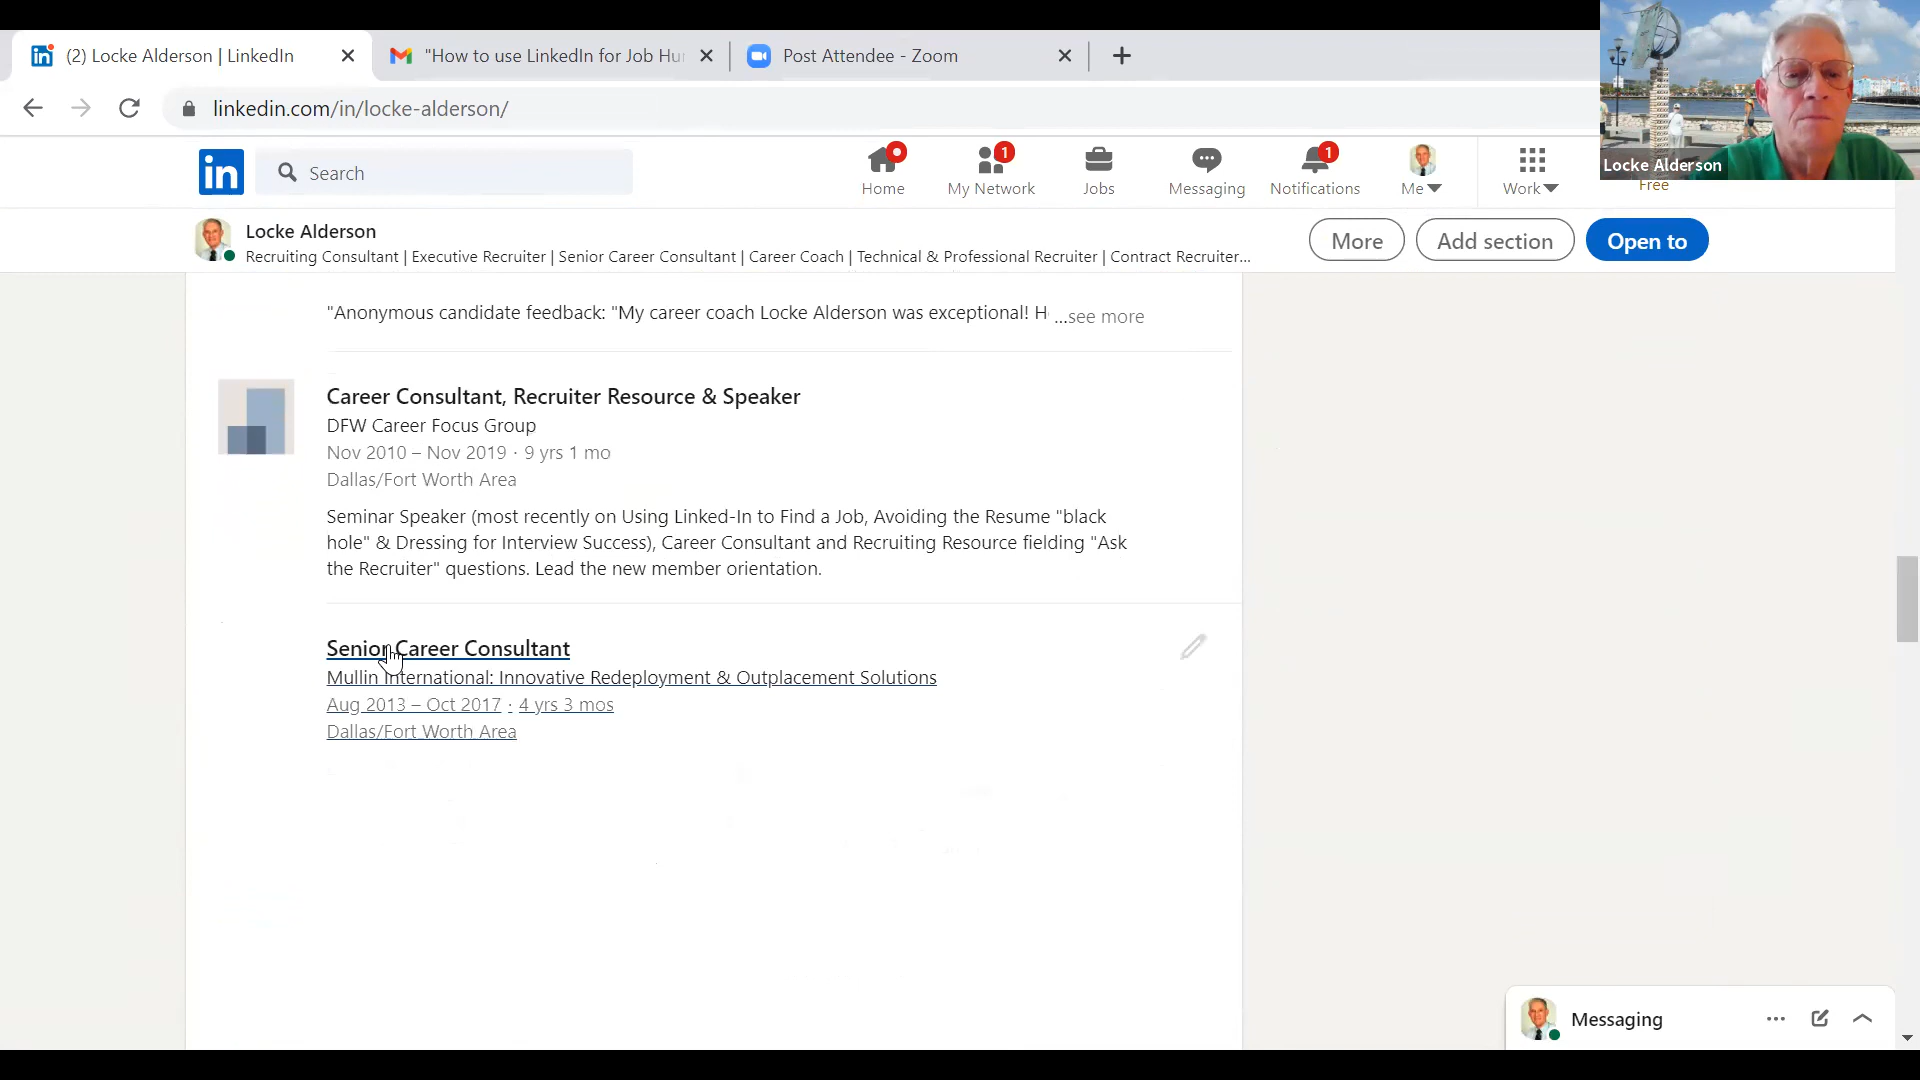 (2) Locke Alderson | LinkedIn
"How to use LinkedIn for Job Hu
Post Attendee - Zoom
linkedin.com/in/locke-alderson/
Locke Alderson
in
Search
Home
1
My Network
Jobs
Messaging
1
Notifications
Me
Work
Free
Locke Alderson
Recruiting Consultant | Executive Recruiter | Senior Career Consultant | Career Coach | Technical & Professional Recruiter | Contract Recruiter...
More
Add section
Open to
"Anonymous candidate feedback: "My career coach Locke Alderson was exceptional! H ...see more
Career Consultant, Recruiter Resource & Speaker
DFW Career Focus Group
Nov 2010 – Nov 2019 · 9 yrs 1 mo
Dallas/Fort Worth Area
Seminar Speaker (most recently on Using Linked-In to Find a Job, Avoiding the Resume "black
hole" & Dressing for Interview Success), Career Consultant and Recruiting Resource fielding "Ask
the Recruiter" questions. Lead the new member orientation.
Senior Career Consultant
Mullin International: Innovative Redeployment & Outplacement Solutions
Aug 2013 – Oct 2017 · 4 yrs 3 mos
Dallas/Fort Worth Area
Messaging